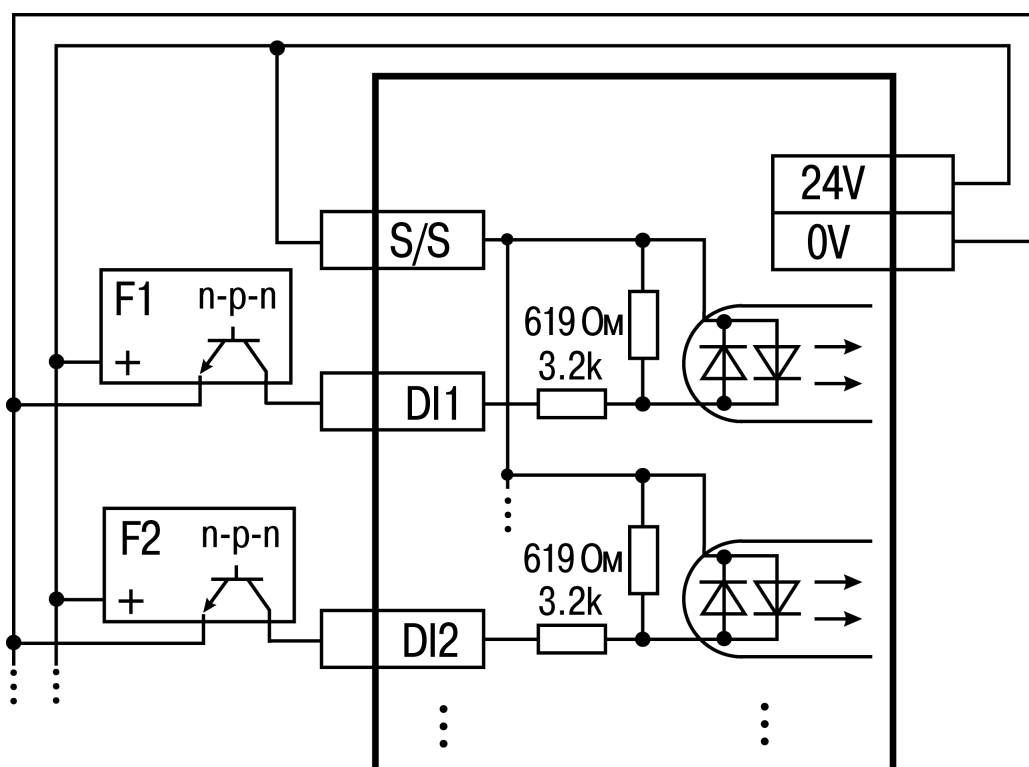 24V
S/S
0V
F1 n-p-n
619 Ом
+
3.2k
DI1
F2 n-p-n
619 Ом
+
3.2k
DI2